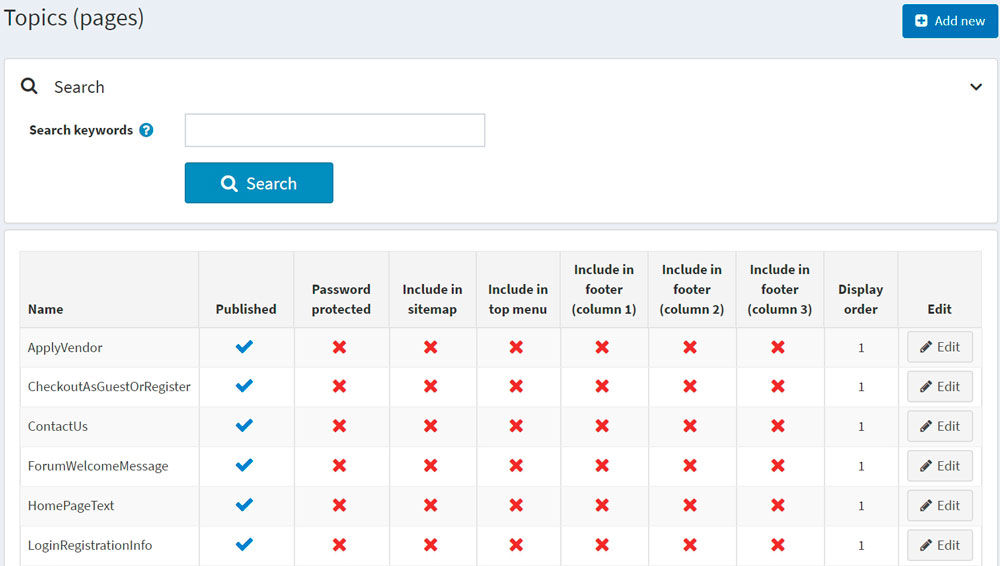 Topics (pages)
Add new
Search
Search keywords ?
Search
Name Published Password protected Include in sitemap Include in top menu Include in footer (column 1) Include in footer (column 2) Include in footer (column 3) Display order Edit
ApplyVendor 1 Edit
CheckoutAsGuestOrRegister 1 Edit
ContactUs 1 Edit
ForumWelcomeMessage 1 Edit
HomePageText 1 Edit
LoginRegistrationInfo 1 Edit